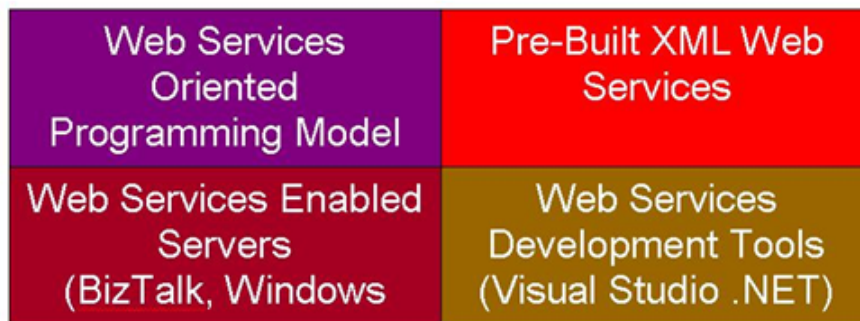 Web Services
Oriented
Programming Model
Pre-Built XML Web
Services
Web Services Enabled
Servers
(BizTalk, Windows
Web Services
Development Tools
(Visual Studio .NET)